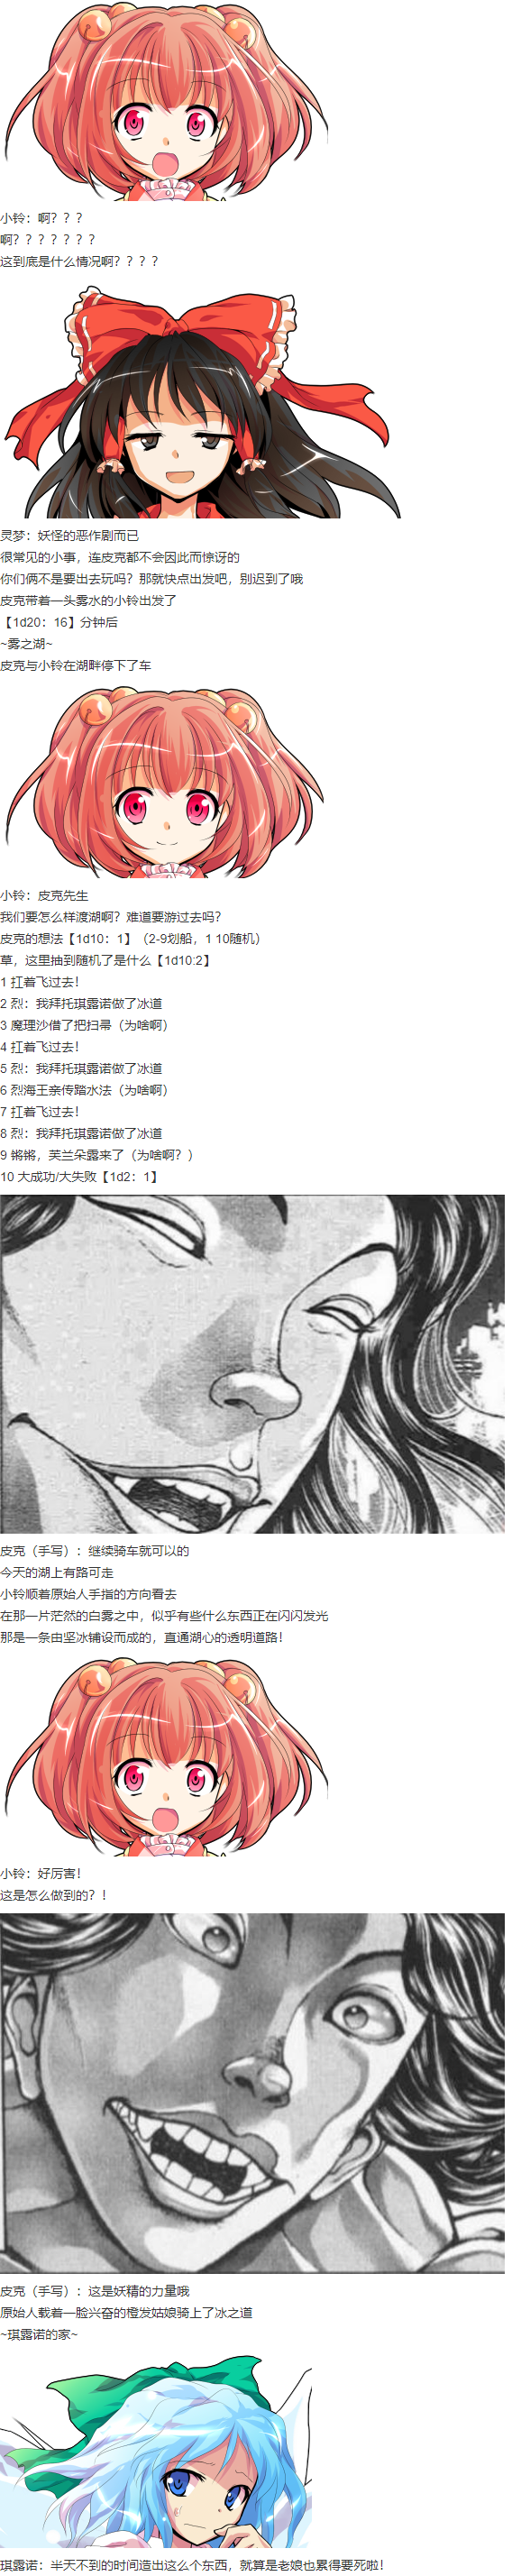 小铃：啊？？？
啊？？？？？？？
这到底是什么情况啊？？？？
灵梦：妖怪的恶作剧而已
很常见的小事，连皮克都不会因此而惊讶的
你们俩不是要出去玩吗？那就快点出发吧，别迟到了哦
皮克带着一头雾水的小铃出发了
【1d20：16】分钟后
~雾之湖~
皮克与小铃在湖畔停下了车
小铃：皮克先生
我们要怎么样渡湖啊？难道要游过去吗？
皮克的想法【1d10：1】（2-9划船，1 10随机）
草，这里抽到随机了是什么【1d10:2】
1 扛着飞过去！
2 烈：我拜托琪露诺做了冰道
3 魔理沙借了把扫帚（为啥啊）
4 扛着飞过去！
5 烈：我拜托琪露诺做了冰道
6 烈海王亲传踏水法（为啥啊）
7 扛着飞过去！
8 烈：我拜托琪露诺做了冰道
9 锵锵，芙兰朵露来了（为啥啊？）
10 大成功/大失败【1d2：1】
皮克（手写）：继续骑车就可以的
今天的湖上有路可走
小铃顺着原始人手指的方向看去
在那一片茫然的白雾之中，似乎有些什么东西正在闪闪发光
那是一条由坚冰铺设而成的，直通湖心的透明道路！
小铃：好厉害！
这是怎么做到的？！
皮克（手写）：这是妖精的力量哦
原始人载着一脸兴奋的橙发姑娘骑上了冰之道
~琪露诺的家~
琪露诺：半天不到的时间造出这么个东西，就算是老娘也累得要死啦！